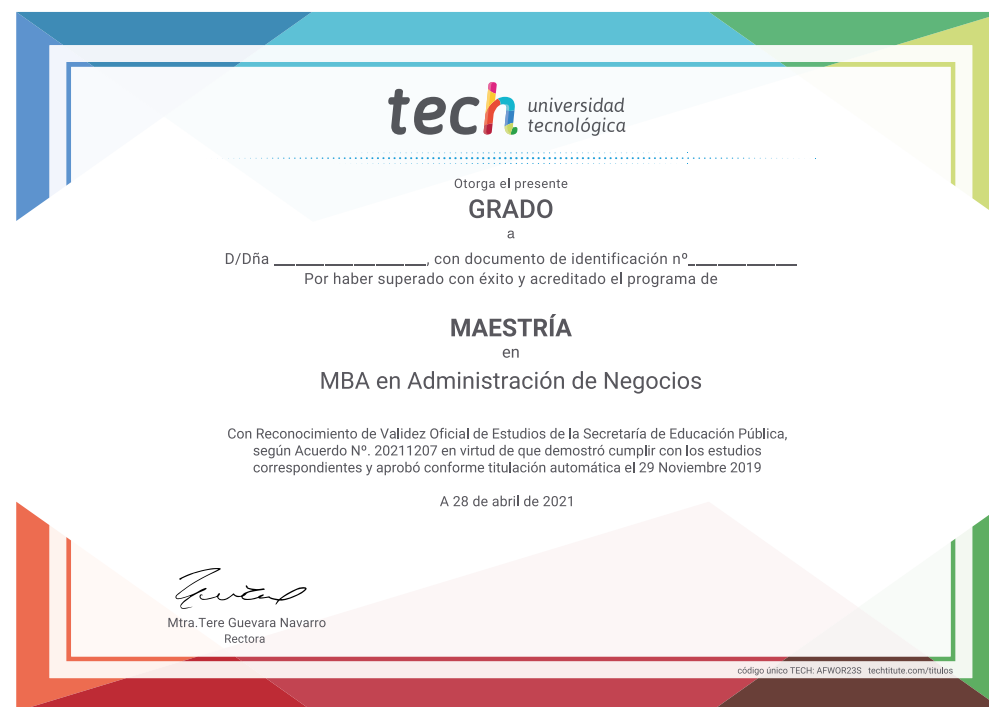 tech universidad
tecnológica
Otorga el presente
GRADO
a
D/Dña ________________, con documento de identificación nº____________
Por haber superado con éxito y acreditado el programa de
MAESTRÍA
en
MBA en Administración de Negocios
Con Reconocimiento de Validez Oficial de Estudios de la Secretaría de Educación Pública,
según Acuerdo Nº. 20211207 en virtud de que demostró cumplir con los estudios
correspondientes y aprobó conforme titulación automática el 29 Noviembre 2019
A 28 de abril de 2021
Mtra.Tere Guevara Navarro
Rectora
código único TECH: AFWOR23S techtitute.com/titulos